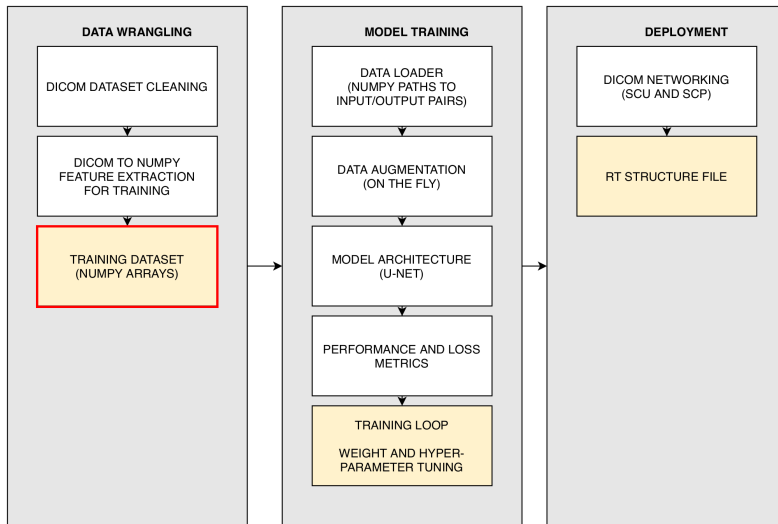 DATA WRANGLING
DICOM DATASET CLEANING
DICOM TO NUMPY
FEATURE EXTRACTION
FOR TRAINING
TRAINING DATASET
(NUMPY ARRAYS)
MODEL TRAINING
DATA LOADER
(NUMPY PATHS TO
INPUT/OUTPUT PAIRS)
DATA AUGMENTATION
(ON THE FLY)
MODEL ARCHITECTURE
(U-NET)
PERFORMANCE AND LOSS
METRICS
TRAINING LOOP
WEIGHT AND HYPER-
PARAMETER TUNING
DEPLOYMENT
DICOM NETWORKING
(SCU AND SCP)
RT STRUCTURE FILE